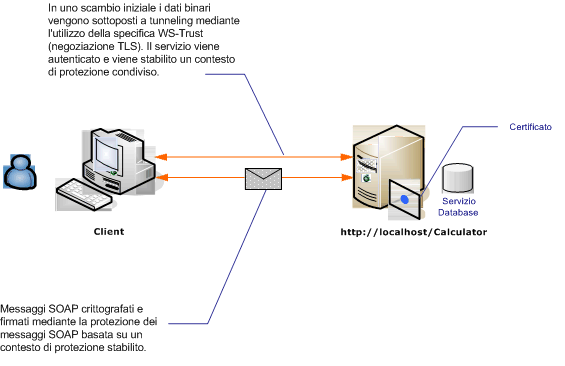 In uno scambio iniziale i dati binari
vengono sottoposti a tunneling mediante
l'utilizzo della specifica WS-Trust
(negoziazione TLS). Il servizio viene
autenticato e viene stabilito un contesto
di protezione condiviso.
Certificato
Servizio
Database
Client
http://localhost/Calculator
Messaggi SOAP crittografati e
firmati mediante la protezione dei
messaggi SOAP basata su un
contesto di protezione stabilito.